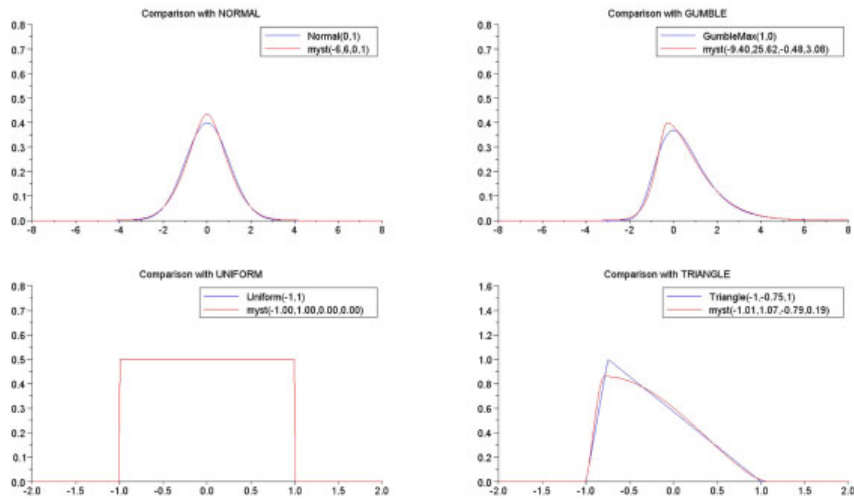 Comparison with NORMAL
0.8
0.7
0.6
0.5
0.4
0.3
0.2
0.1
0.0
Normal(0,1)
myst(-6,6,0,1)
-8 -6 -4 -2 0 2 4 6 8
Comparison with GUMBLE
0.8
0.7
0.6
0.5
0.4
0.3
0.2
0.1
0.0
GumbleMax(1,0)
myst(-9.40,25.62,-0.48,3.08)
-8 -6 -4 -2 0 2 4 6 8
Comparison with UNIFORM
0.8
0.7
0.6
0.5
0.4
0.3
0.2
0.1
0.0
Uniform(-1,1)
myst(-1.00,1.00,0.00,0.00)
-2.0 -1.5 -1.0 -0.5 0.0 0.5 1.0 1.5 2.0
Comparison with TRIANGLE
1.6
1.4
1.2
1.0
0.8
0.6
0.4
0.2
0.0
Triangle(-1,-0.75,1)
myst(-1.01,1.07,-0.79,0.19)
-2.0 -1.5 -1.0 -0.5 0.0 0.5 1.0 1.5 2.0